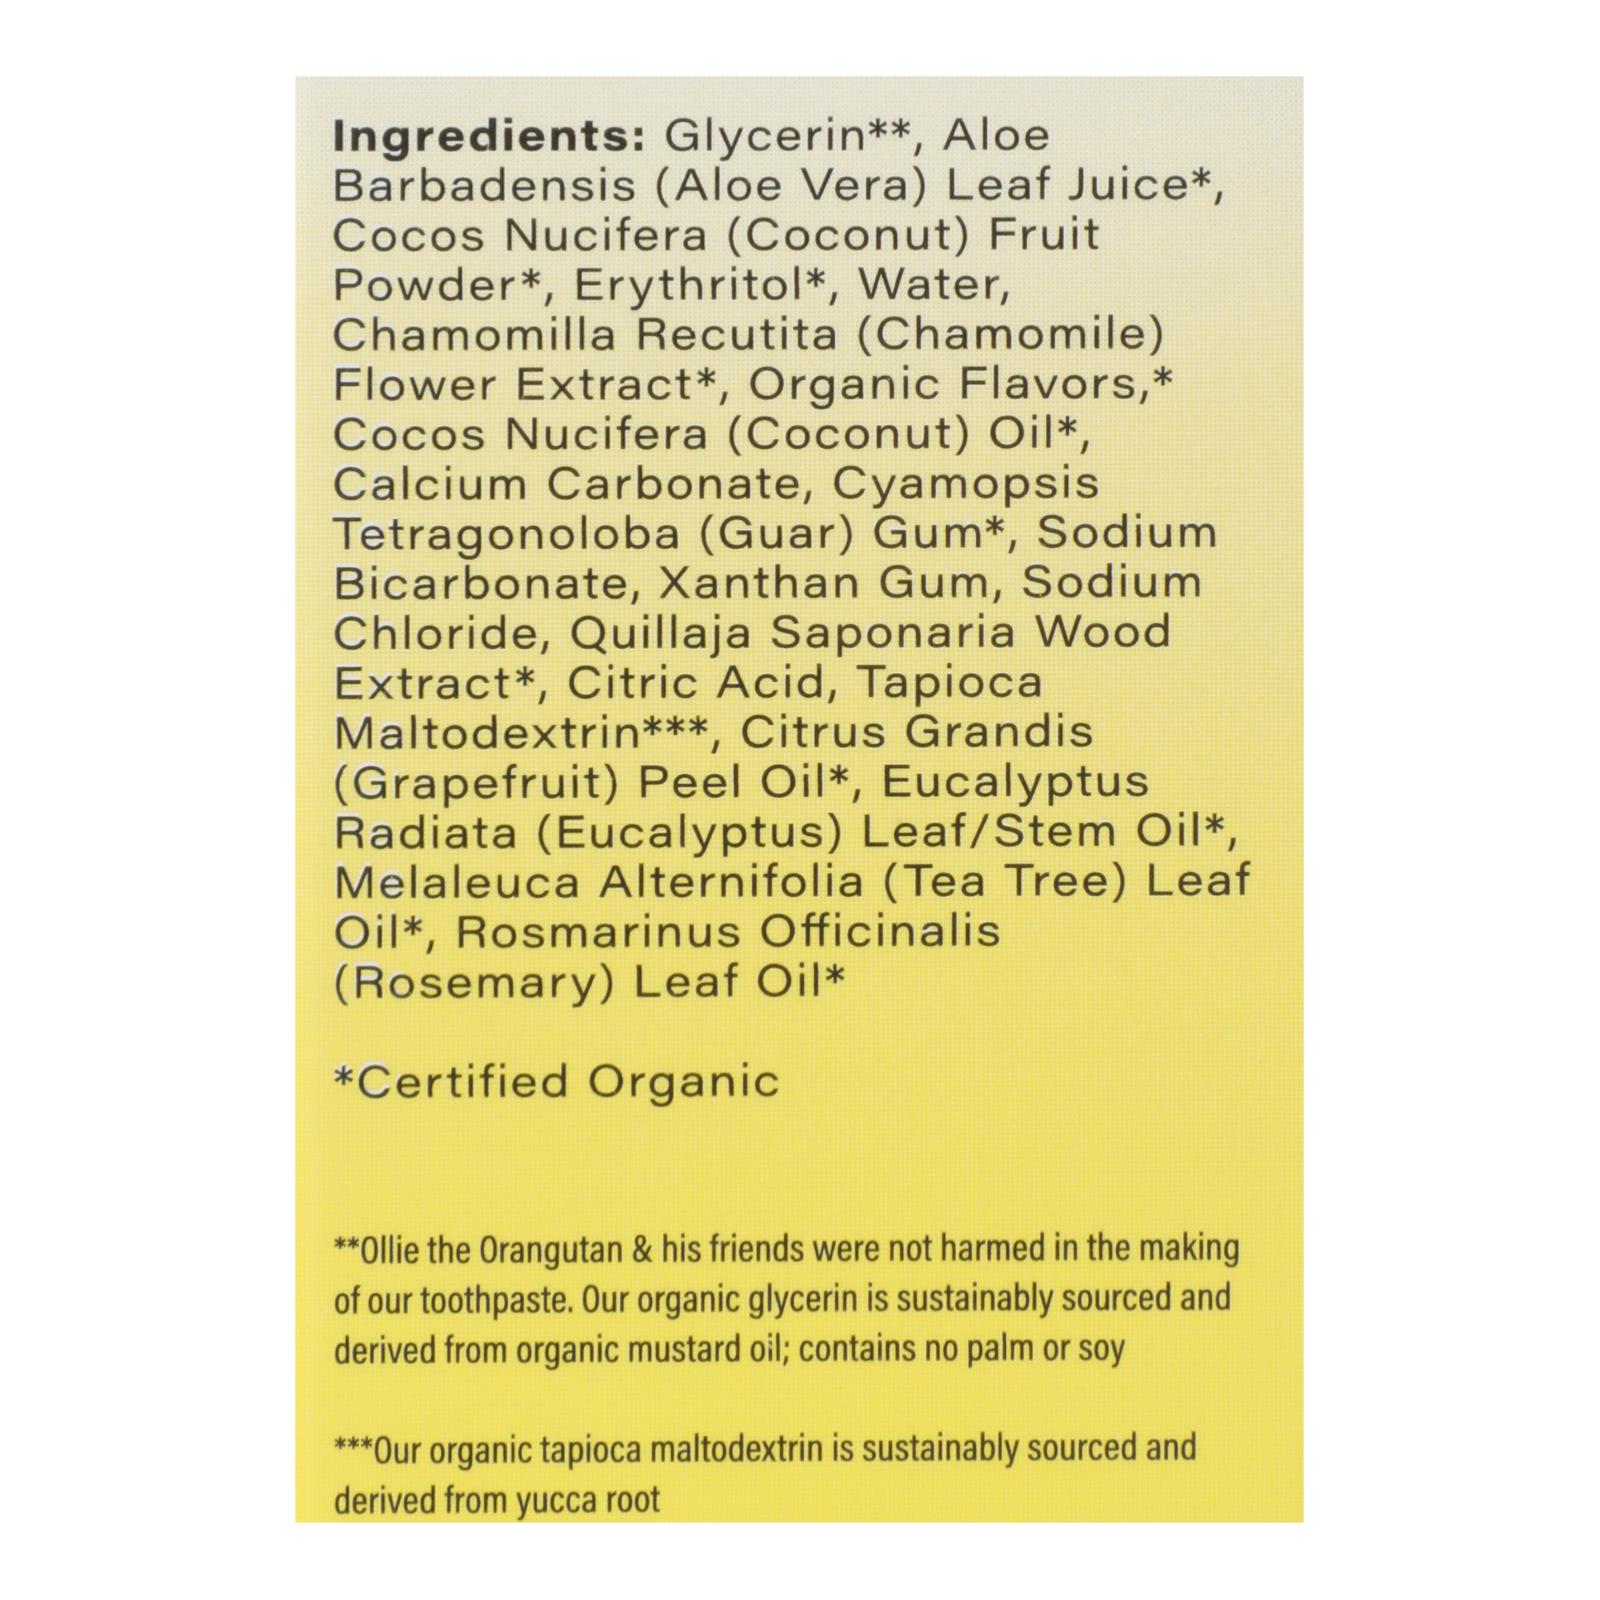 Ingredients: Glycerin**, Aloe
Barbadensis (Aloe Vera) Leaf Juice*,
Cocos Nucifera (Coconut) Fruit
Powder*, Erythritol*, Water,
Chamomilla Recutita (Chamomile)
Flower Extract*, Organic Flavors,*
Cocos Nucifera (Coconut) Oil*,
Calcium Carbonate, Cyamopsis
Tetragonoloba (Guar) Gum*, Sodium
Bicarbonate, Xanthan Gum, Sodium
Chloride, Quillaja Saponaria Wood
Extract*, Citric Acid, Tapioca
Maltodextrin***, Citrus Grandis
(Grapefruit) Peel Oil*, Eucalyptus
Radiata (Eucalyptus) Leaf/Stem Oil*,
Melaleuca Alternifolia (Tea Tree) Leaf
Oil*, Rosmarinus Officinalis
(Rosemary) Leaf Oil*
*Certified Organic
**Ollie the Orangutan & his friends were not harmed in the making
of our toothpaste. Our organic glycerin is sustainably sourced and
derived from organic mustard oil; contains no palm or soy
***Our organic tapioca maltodextrin is sustainably sourced and
derived from yucca root